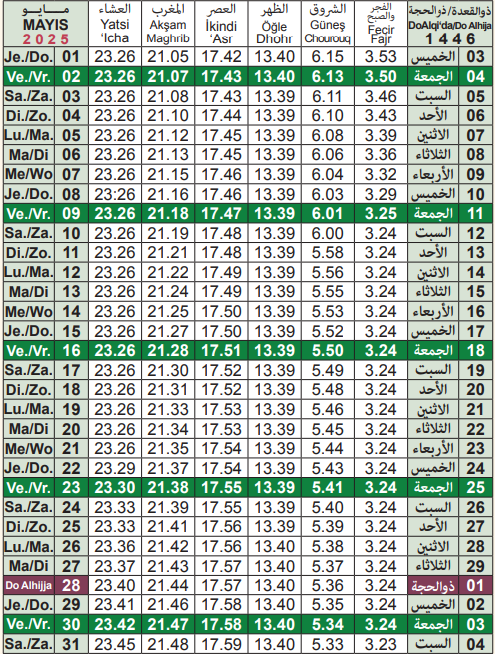 مـــايـــو العشاء المغرب العصر الظهر الشروق الفجر والصبح ذوالقعدة/ذوالحجة
MAYIS Yatsi Akşam İkindi Öğle Güneş Fecir DoAlqi'da/Do Alhija
2025 'Icha Maghrib 'Asr Dhohr Chourouq Fajr 1446
Je./Do. 01 23.26 21.05 17.42 13.40 6.15 3.53 الخميس 03
Ve./Vr. 02 23.26 21.07 17.43 13.40 6.13 3.50 الجمعة 04
Sa./Za. 03 23.26 21.08 17.43 13.39 6.11 3.46 السبت 05
Di./Zo. 04 23.26 21.10 17.44 13.39 6.10 3.43 الأحد 06
Lu./Ma. 05 23.26 21.12 17.45 13.39 6.08 3.39 الاثنين 07
Ma/Di 06 23.26 21.13 17.45 13.39 6.06 3.36 الثلاثاء 08
Me/Wo 07 23.26 21.15 17.46 13.39 6.04 3.32 الأربعاء 09
Je./Do. 08 23:26 21.16 17.46 13.39 6.03 3.29 الخميس 10
Ve./Vr. 09 23.26 21.18 17.47 13.39 6.01 3.25 الجمعة 11
Sa./Za. 10 23.26 21.19 17.48 13.39 6.00 3.24 السبت 12
Di./Zo. 11 23.26 21.21 17.48 13.39 5.58 3.24 الأحد 13
Lu./Ma. 12 23.26 21.22 17.49 13.39 5.56 3.24 الاثنين 14
Ma/Di 13 23.26 21.24 17.49 13.39 5.55 3.24 الثلاثاء 15
Me/Wo 14 23.26 21.25 17.50 13.39 5.53 3.24 الأربعاء 16
Je./Do. 15 23.26 21.27 17.50 13.39 5.52 3.24 الخميس 17
Ve./Vr. 16 23.26 21.28 17.51 13.39 5.50 3.24 الجمعة 18
Sa./Za. 17 23.26 21.30 17.52 13.39 5.49 3.24 السبت 19
Di./Zo. 18 23.26 21.31 17.52 13.39 5.48 3.24 الأحد 20
Lu./Ma. 19 23.26 21.33 17.53 13.39 5.46 3.24 الاثنين 21
Ma/Di 20 23.26 21.34 17.53 13.39 5.45 3.24 الثلاثاء 22
Me/Wo 21 23.26 21.35 17.54 13.39 5.44 3.24 الأربعاء 23
Je./Do. 22 23.29 21.37 17.54 13.39 5.43 3.24 الخميس 24
Ve./Vr. 23 23.30 21.38 17.55 13.39 5.41 3.24 الجمعة 25
Sa./Za. 24 23.33 21.39 17.55 13.39 5.40 3.24 السبت 26
Di./Zo. 25 23.33 21.41 17.56 13.39 5.39 3.24 الأحد 27
Lu./Ma. 26 23.36 21.42 17.56 13.40 5.38 3.24 الاثنين 28
Ma/Di 27 23.37 21.43 17.57 13.40 5.37 3.24 الثلاثاء 29
Do Alhijja 28 23.40 21.44 17.57 13.40 5.36 3.24 ذوالحجة 01
Je./Do. 29 23.41 21.46 17.58 13.40 5.35 3.24 الخميس 02
Ve./Vr. 30 23.42 21.47 17.58 13.40 5.34 3.24 الجمعة 03
Sa./Za. 31 23.45 21.48 17.59 13.40 5.33 3.23 السبت 04